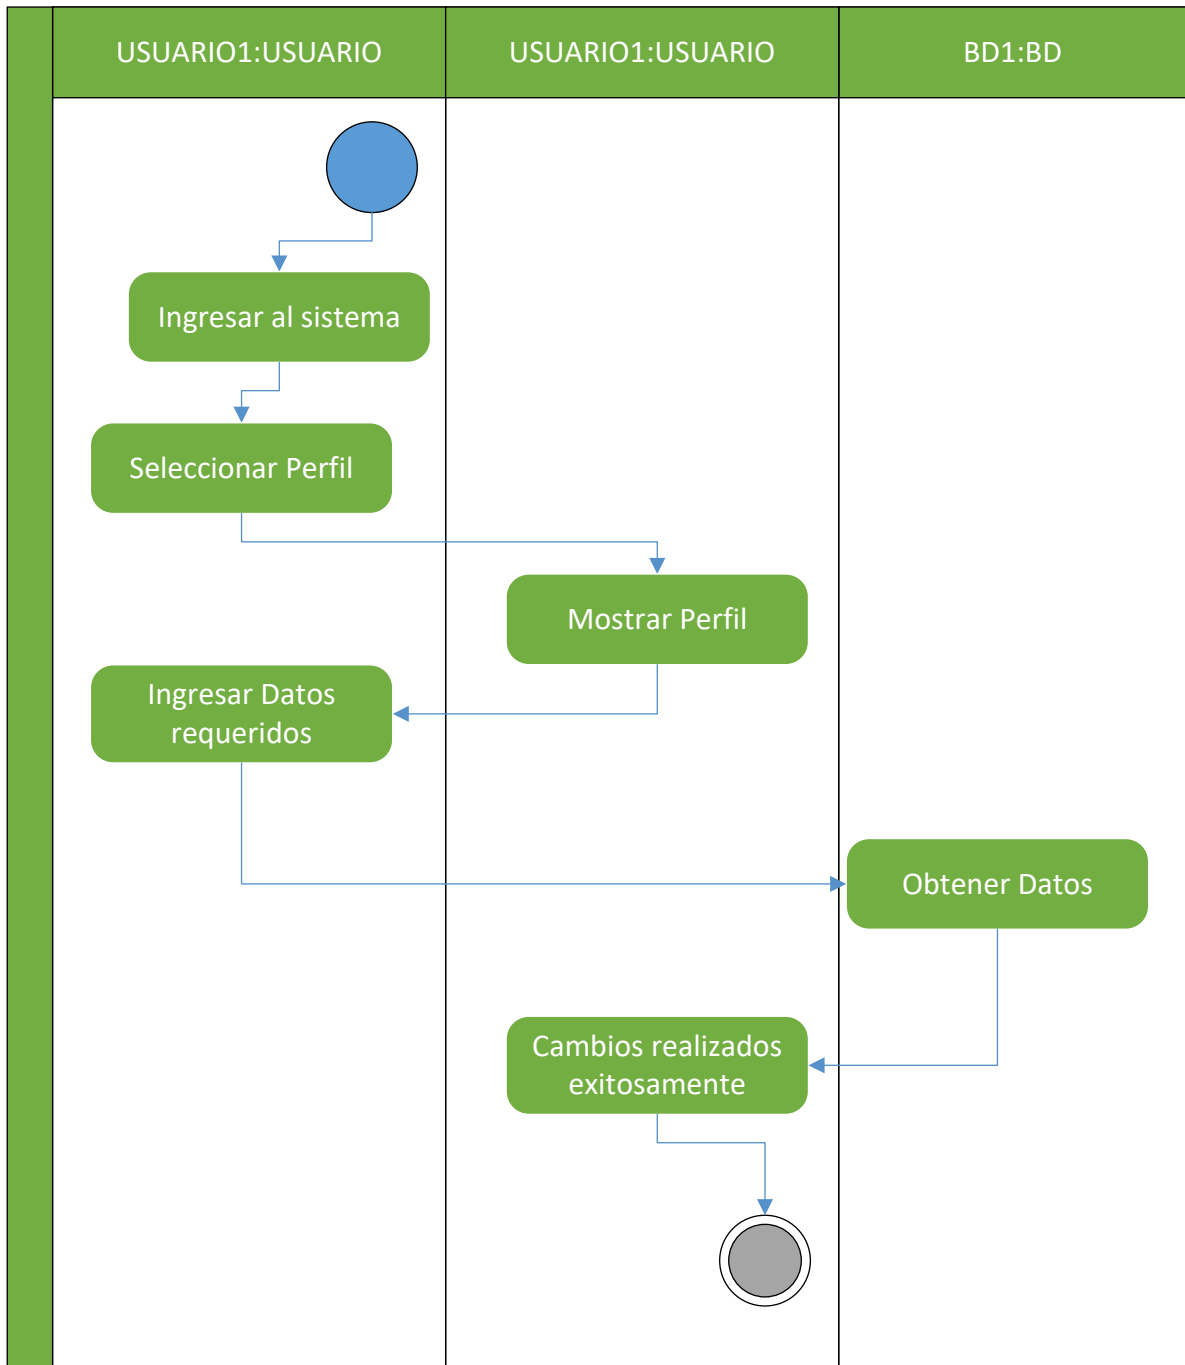 USUARIO1:USUARIO
USUARIO1:USUARIO
BD1:BD
Ingresar al sistema
Seleccionar Perfil
Mostrar Perfil
Ingresar Datos
requeridos
Obtener Datos
Cambios realizados
exitosamente